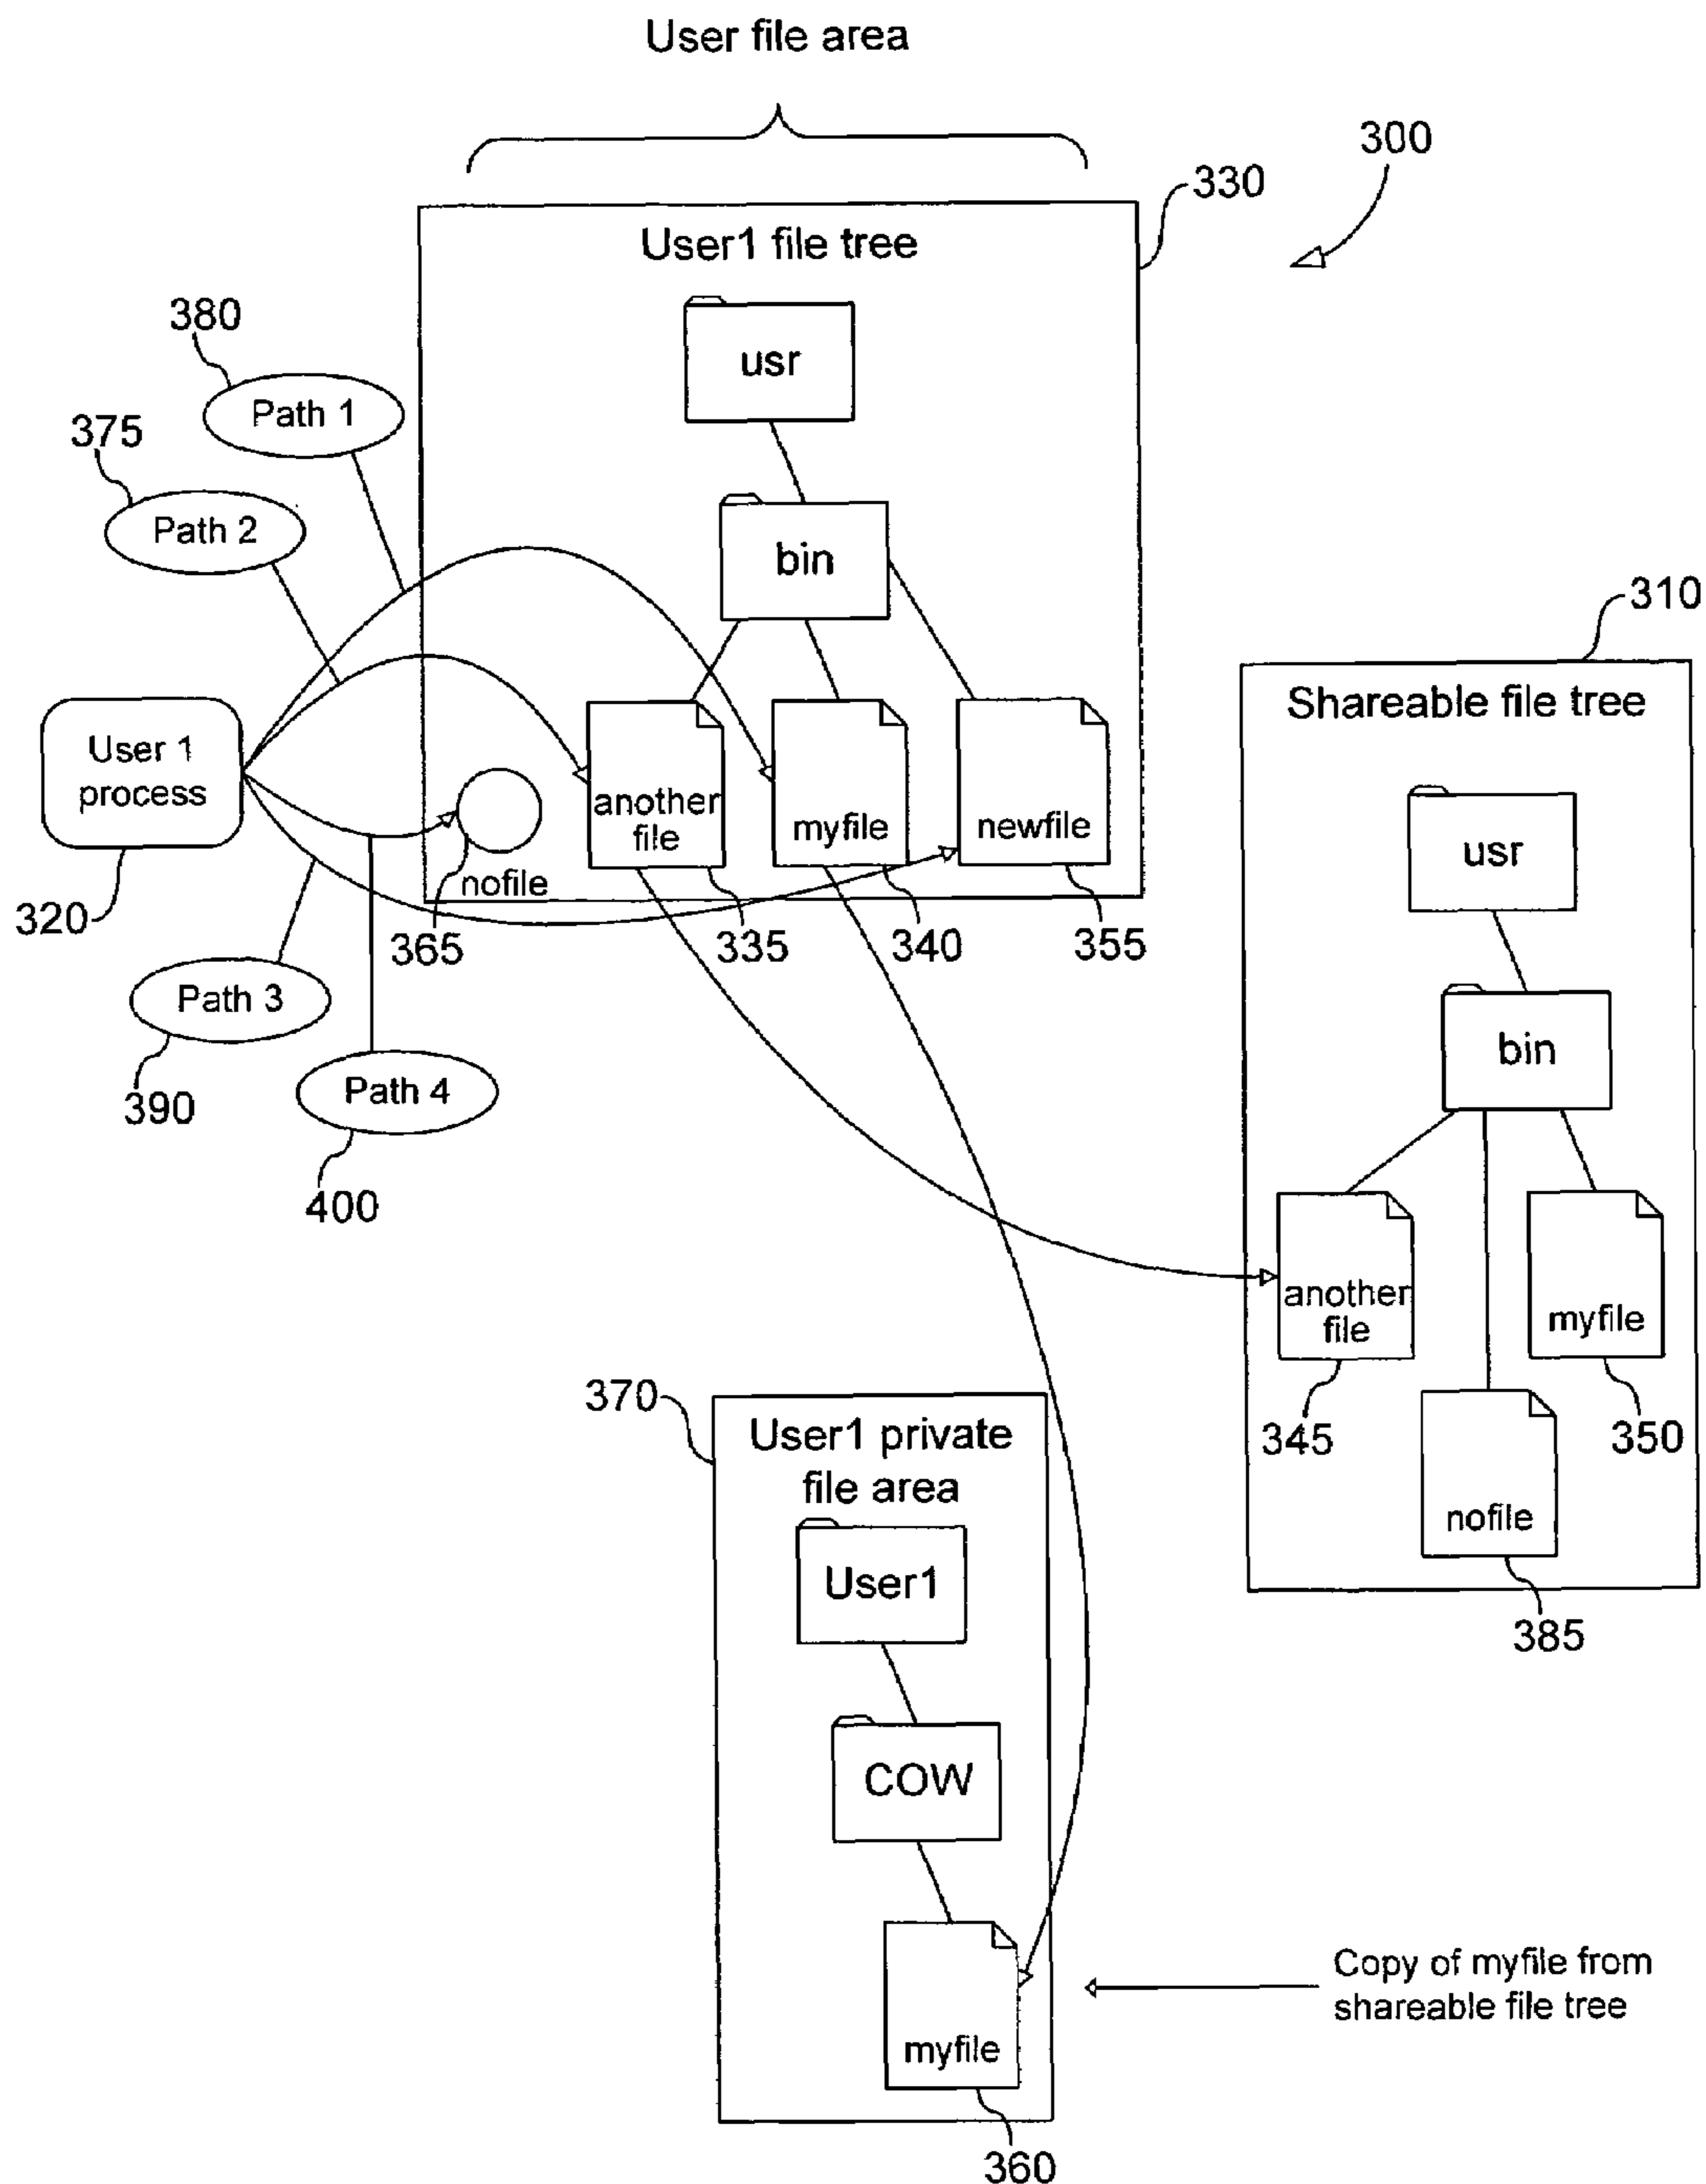 User file area
300
330
User1 file tree
usr
380
Path 1
375
Path 2
bin
310
Shareable file tree
User 1
process
another
file
myfile
newfile
nofile
usr
320
365
335
340
355
Path 3
390
Path 4
400
bin
another
file
myfile
345
350
nofile
385
370
User1 private
file area
User1
COW
myfile
360
Copy of myfile from
shareable file tree